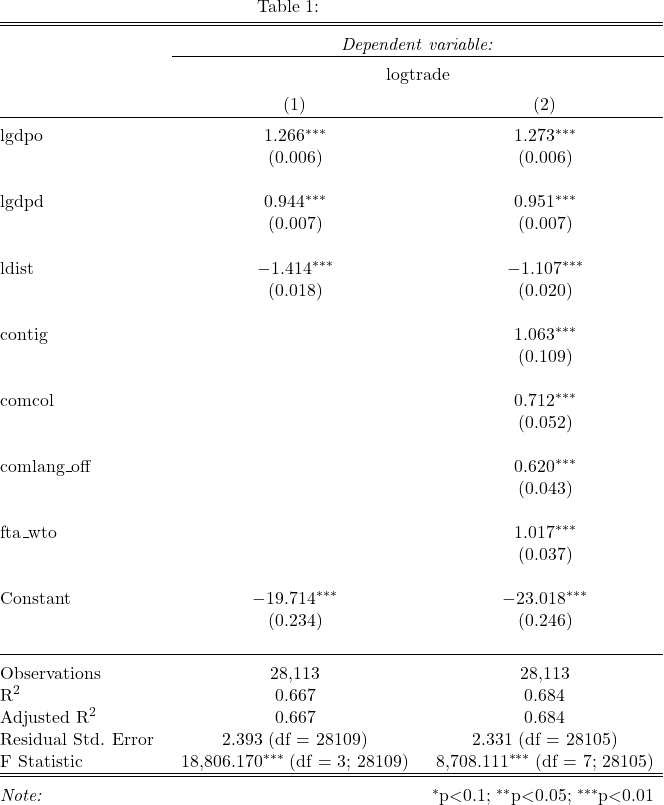 Table 1:
Dependent variable:
logtrade
(1) (2)
lgdpo 1.266*** 1.273***
(0.006) (0.006)
lgdpd 0.944*** 0.951***
(0.007) (0.007)
ldist −1.414*** −1.107***
(0.018) (0.020)
contig 1.063***
(0.109)
comcol 0.712***
(0.052)
comlang_off 0.620***
(0.043)
fta_wto 1.017***
(0.037)
Constant −19.714*** −23.018***
(0.234) (0.246)
Observations 28,113 28,113
R² 0.667 0.684
Adjusted R² 0.667 0.684
Residual Std. Error 2.393 (df = 28109) 2.331 (df = 28105)
F Statistic 18,806.170*** (df = 3; 28109) 8,708.111*** (df = 7; 28105)
Note: *p<0.1; **p<0.05; ***p<0.01